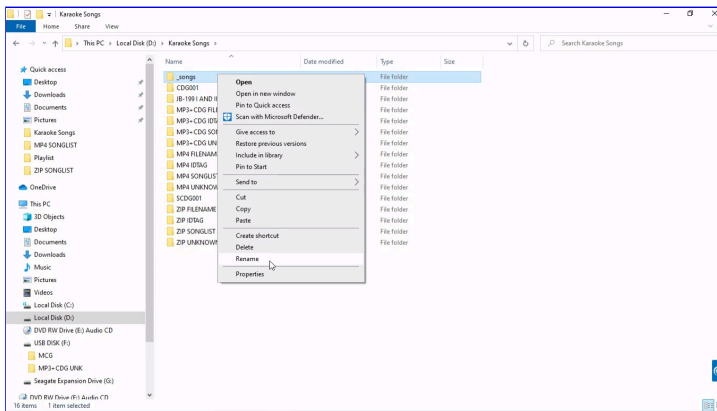 Karaoke Songs
File Home Share View
This PC > Local Disk (D:) > Karaoke Songs >
Search Karaoke Songs
Name Date modified Type Size
Quick access
Desktop
Downloads
Documents
Pictures
Karaoke Songs
MP4 SONGLIST
Playlist
ZIP SONGLIST
OneDrive
This PC
3D Objects
Desktop
Documents
Downloads
Music
Pictures
Videos
Local Disk (C:)
Local Disk (D:)
DVD RW Drive (E:) Audio CD
USB DISK (F:)
MCG
MP3+CDG UNK
Seagate Expansion Drive (G:)
DVD RW Drive (E:) Audio CD
_songs File folder
CDG001 File folder
JB-199 I AND II File folder
MP3+CDG FILE File folder
MP3+CDG IDTA File folder
MP3+CDG SON File folder
MP3+CDG UN File folder
MP4 FILENAM File folder
MP4 IDTAG File folder
MP4 SONGLIST File folder
MP4 UNKNOW File folder
SCDG001 File folder
ZIP FILENAME File folder
ZIP IDTAG File folder
ZIP SONGLIST File folder
ZIP UNKNOWN File folder
Open
Open in new window
Pin to Quick access
Scan with Microsoft Defender...
Give access to
Restore previous versions
Include in library
Pin to Start
Send to
Cut
Copy
Paste
Create shortcut
Delete
Rename
Properties
16 items 1 item selected